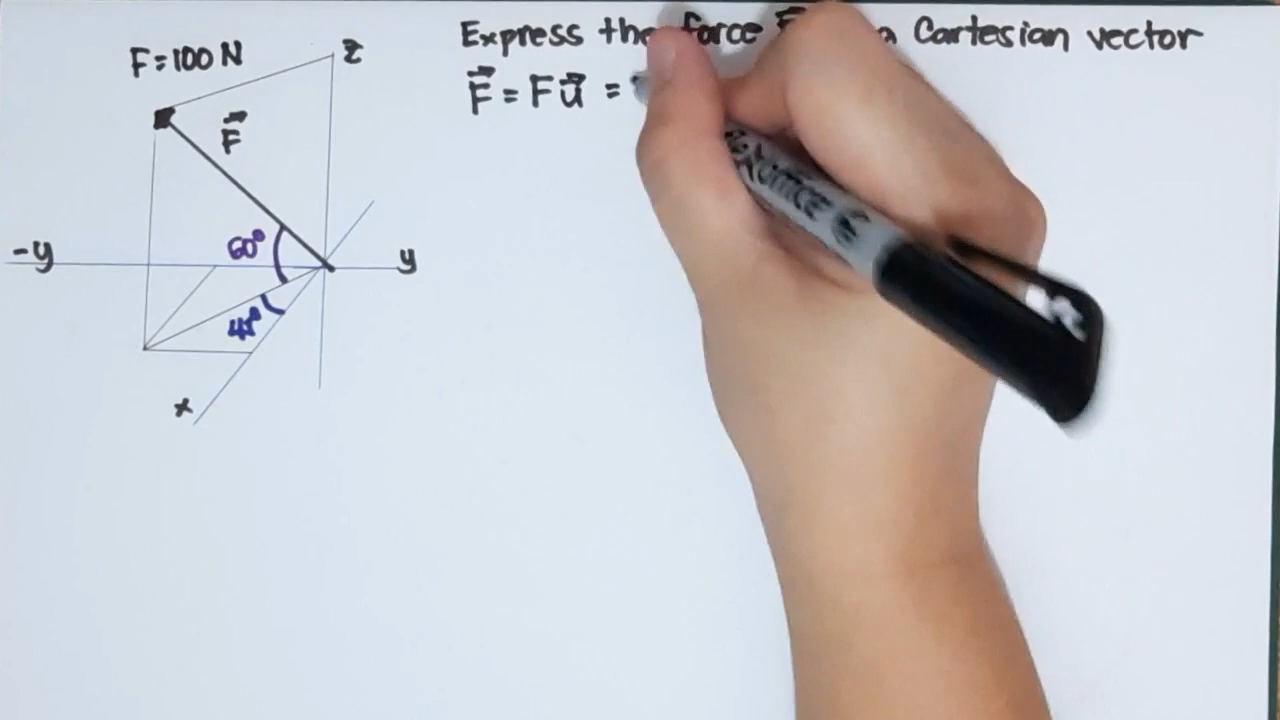 Express the force F⃗ Cartesian vector
F⃗ = F u⃗ =
F = 100 N
z
F⃗
60°
-y
y
45°
x